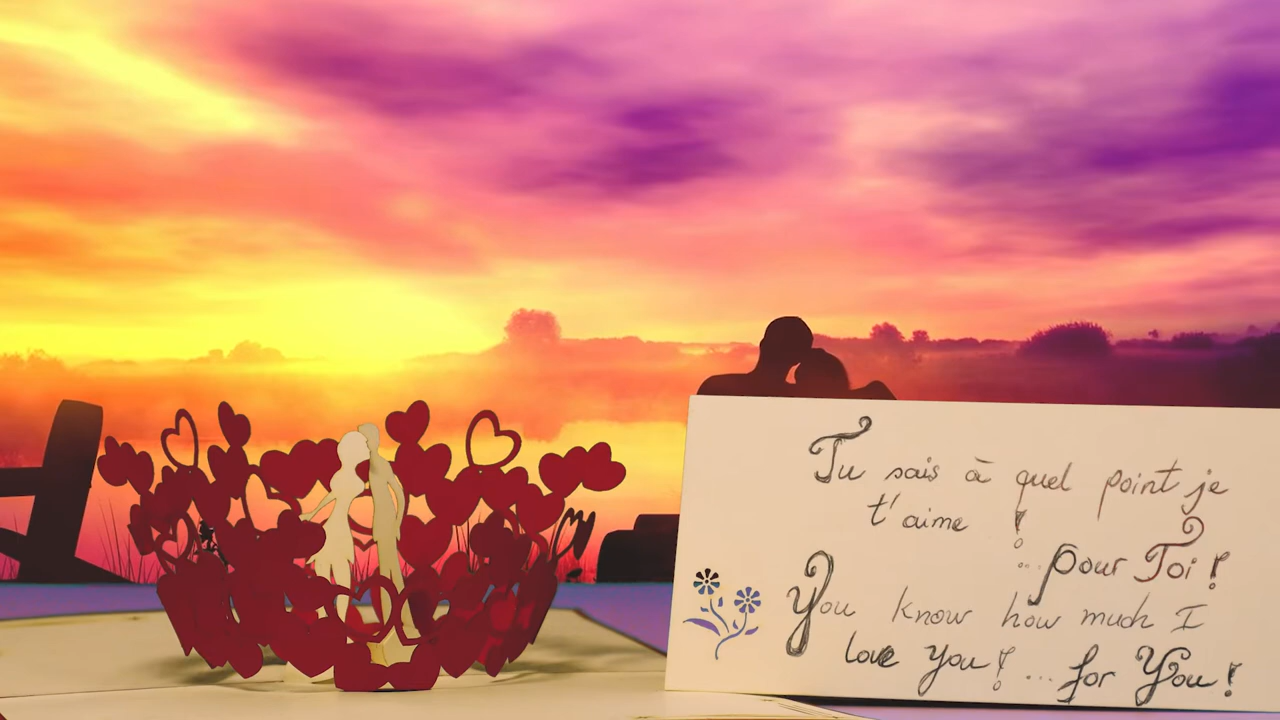 Tu sais à quel point je
t'aime !
... pour Toi !
You know how much I
love you ! ... for You !